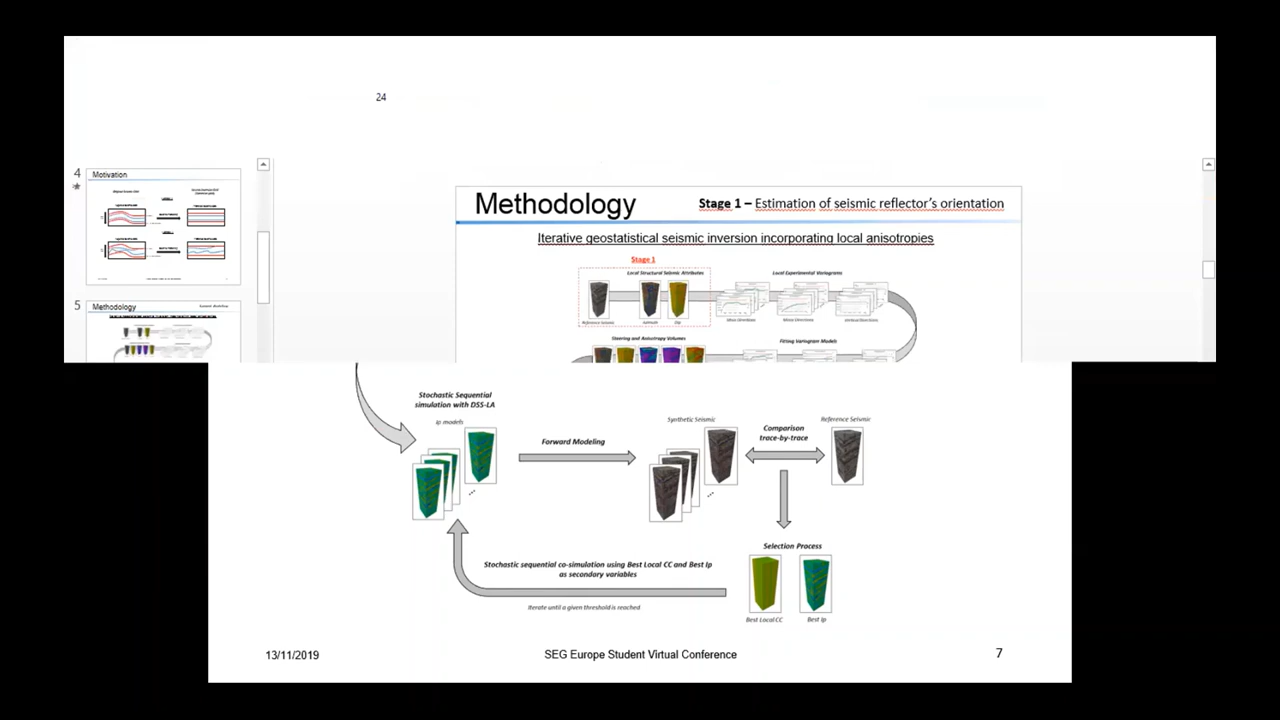 24
4
Motivation
5
Methodology
Methodology
Stage 1 – Estimation of seismic reflector's orientation
Iterative geostatistical seismic inversion incorporating local anisotropies
Stage 1
Local Structural Seismic Attributes
Local Experimental Variograms
Reference Seismic
Azimuth
Dip
Minor Directions
Vertical Directions
Steering and Anisotropy Volumes
Fitting Variogram Models
Stochastic Sequential
simulation with DSS-LA
Ip models
Forward Modeling
Synthetic Seismic
Comparison
trace-by-trace
Reference Seismic
...
...
Selection Process
Stochastic sequential co-simulation using Best Local CC and Best Ip
as secondary variables
Iterate until a given threshold is reached
Best Local CC
Best Ip
13/11/2019
SEG Europe Student Virtual Conference
7